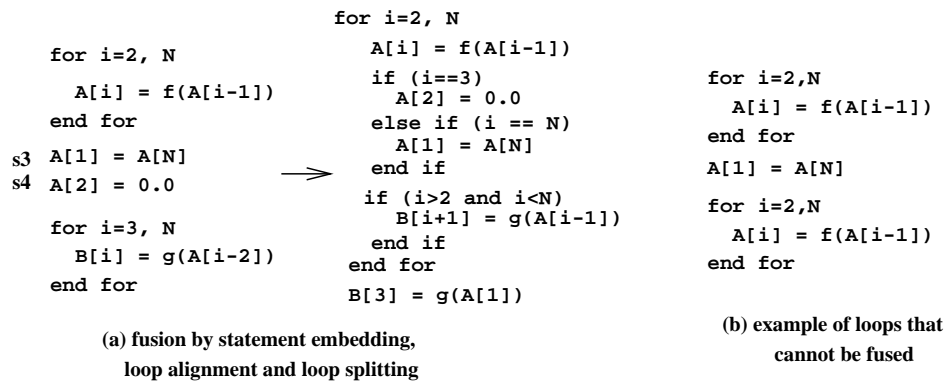 for i=2, N
A[i] = f(A[i-1])
end for
s3 A[1] = A[N]
s4 A[2] = 0.0
for i=3, N
B[i] = g(A[i-2])
end for
for i=2, N
A[i] = f(A[i-1])
if (i==3)
A[2] = 0.0
else if (i == N)
A[1] = A[N]
end if
if (i>2 and i<N)
B[i+1] = g(A[i-1])
end if
end for
B[3] = g(A[1])
(a) fusion by statement embedding,
loop alignment and loop splitting
for i=2,N
A[i] = f(A[i-1])
end for
A[1] = A[N]
for i=2,N
A[i] = f(A[i-1])
end for
(b) example of loops that
cannot be fused